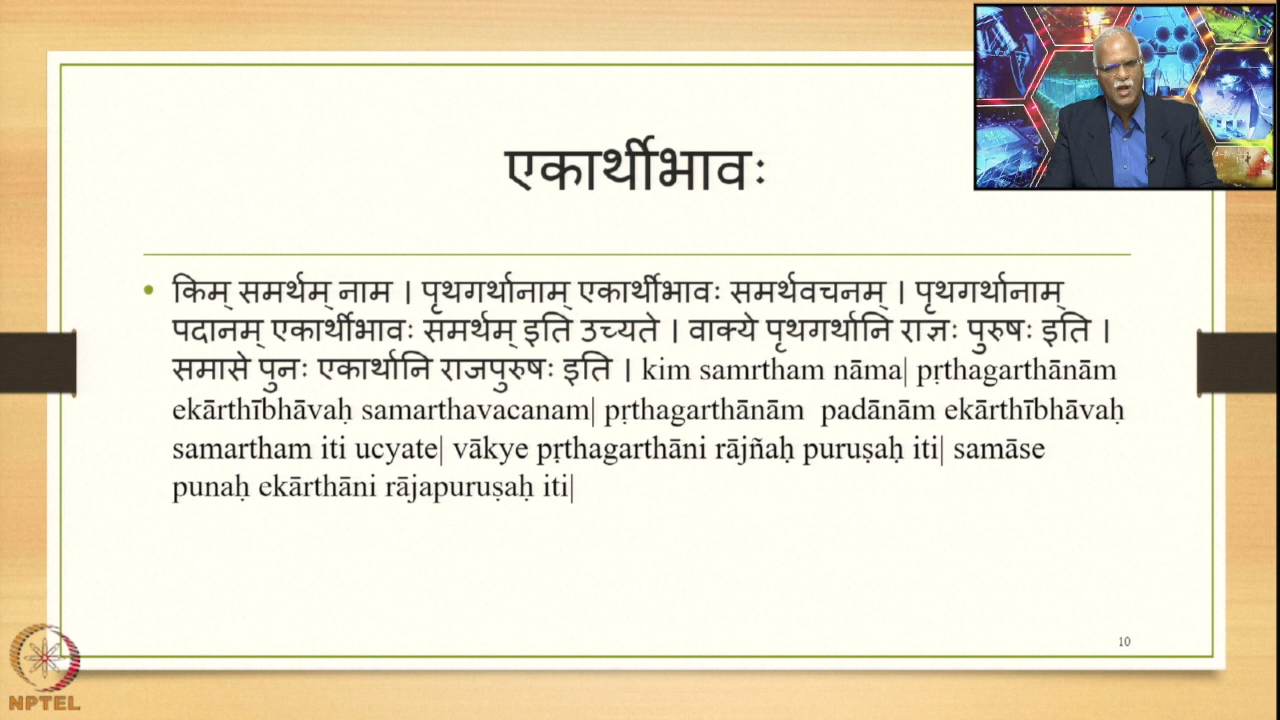 एकार्थीभावः
• किम् समर्थम् नाम । पृथगर्थानाम् एकार्थीभावः समर्थवचनम् । पृथगर्थानाम्
पदानम् एकार्थीभावः समर्थम् इति उच्यते । वाक्ये पृथगर्थानि राज्ञः पुरुषः इति ।
समासे पुनः एकार्थानि राजपुरुषः इति । kim samrtham nāma| pṛthagarthānām
ekārthībhāvaḥ samarthavacanam| pṛthagarthānām padānām ekārthībhāvaḥ
samartham iti ucyate| vākye pṛthagarthāni rājñaḥ puruṣaḥ iti| samāse
punaḥ ekārthāni rājapuruṣaḥ iti|
10
NPTEL